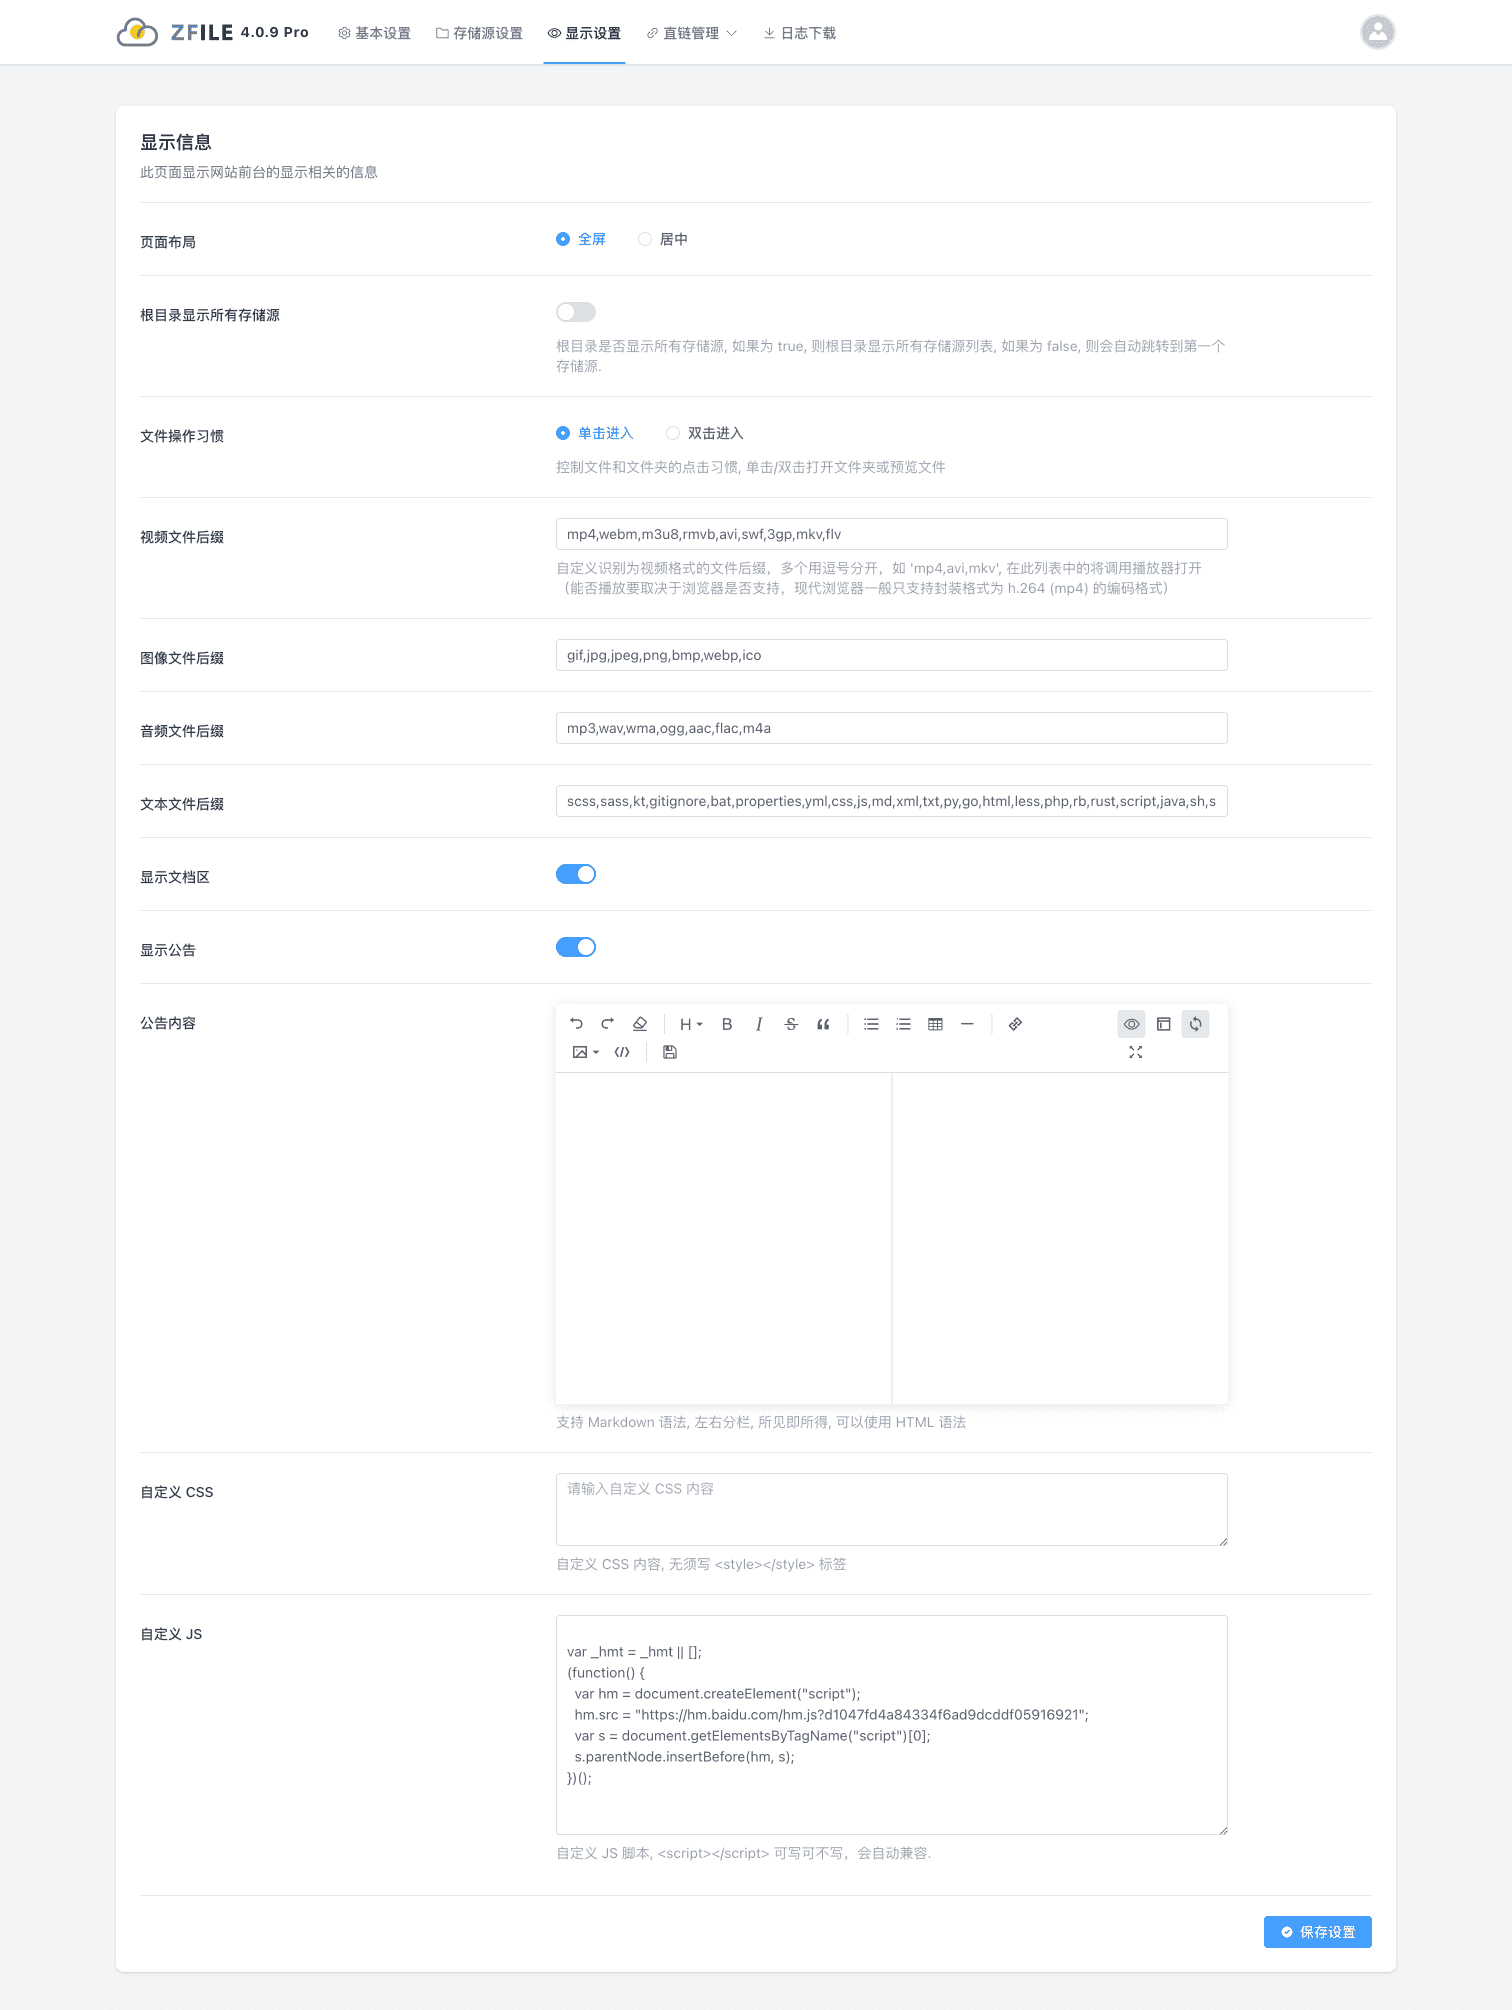 ZFILE 4.0.9 Pro 基本设置 存储源设置 显示设置 直链管理 日志下载
显示信息
此页面显示网站前台的显示相关的信息
页面布局
全屏 居中
根目录显示所有存储源
根目录是否显示所有存储源, 如果为 true, 则根目录显示所有存储源列表, 如果为 false, 则会自动跳转到第一个
存储源.
文件操作习惯
单击进入 双击进入
控制文件和文件夹的点击习惯, 单击/双击打开文件夹或预览文件
视频文件后缀
mp4,webm,m3u8,rmvb,avi,swf,3gp,mkv,flv
自定义识别为视频格式的文件后缀，多个用逗号分开，如 'mp4,avi,mkv', 在此列表中的将调用播放器打开
（能否播放要取决于浏览器是否支持，现代浏览器一般只支持封装格式为 h.264 (mp4) 的编码格式）
图像文件后缀
gif,jpg,jpeg,png,bmp,webp,ico
音频文件后缀
mp3,wav,wma,ogg,aac,flac,m4a
文本文件后缀
scss,sass,kt,gitignore,bat,properties,yml,css,js,md,xml,txt,py,go,html,less,php,rb,rust,script,java,sh,s
显示文档区
显示公告
公告内容
H B I S
支持 Markdown 语法, 左右分栏, 所见即所得, 可以使用 HTML 语法
自定义 CSS
请输入自定义 CSS 内容
自定义 CSS 内容, 无须写 <style></style> 标签
自定义 JS
var _hmt = _hmt || [];
(function() {
var hm = document.createElement("script");
hm.src = "https://hm.baidu.com/hm.js?d1047fd4a84334f6ad9dcddf05916921";
var s = document.getElementsByTagName("script")[0];
s.parentNode.insertBefore(hm, s);
})();
自定义 JS 脚本, <script></script> 可写可不写，会自动兼容.
保存设置